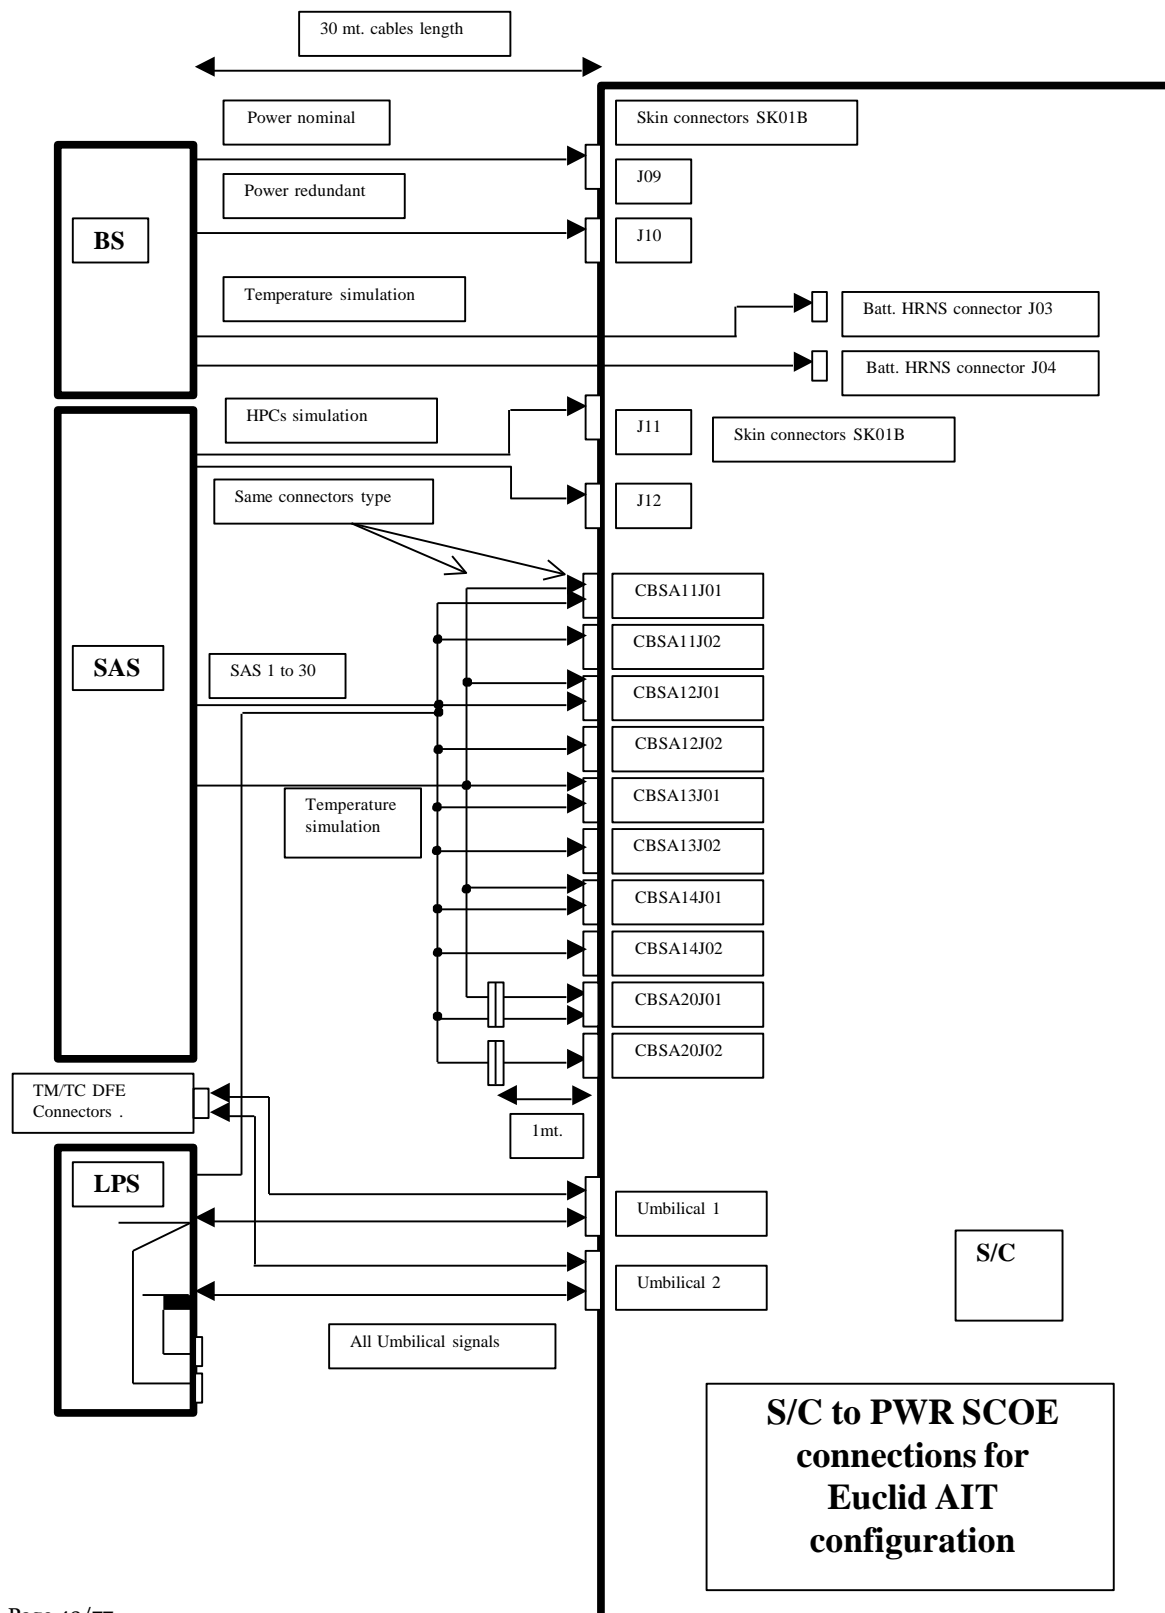 30 mt. cables length
Power nominal
Skin connectors SK01B
J09
Power redundant
BS
J10
Temperature simulation
Batt. HRNS connector J03
Batt. HRNS connector J04
HPCs simulation
J11
Skin connectors SK01B
Same connectors type
J12
CBSA11J01
CBSA11J02
SAS
SAS 1 to 30
CBSA12J01
CBSA12J02
Temperature
simulation
CBSA13J01
CBSA13J02
CBSA14J01
CBSA14J02
CBSA20J01
CBSA20J02
TM/TC DFE
Connectors .
1mt.
LPS
Umbilical 1
S/C
Umbilical 2
All Umbilical signals
S/C to PWR SCOE
connections for
Euclid AIT
configuration